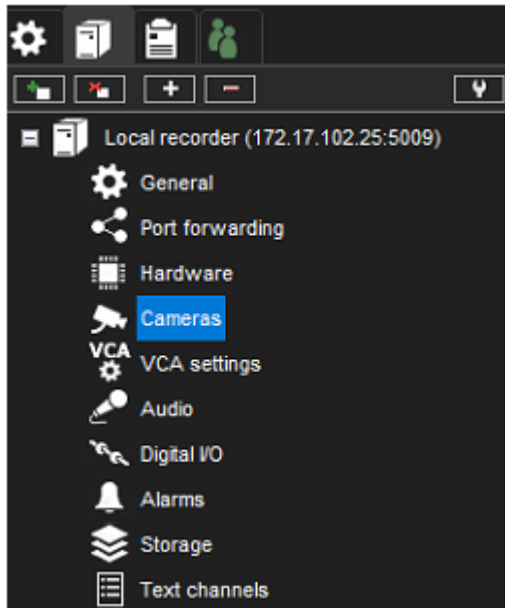 Local recorder (172.17.102.25:5009)
General
Port forwarding
Hardware
Cameras
VCA
VCA settings
Audio
Digital I/O
Alarms
Storage
Text channels